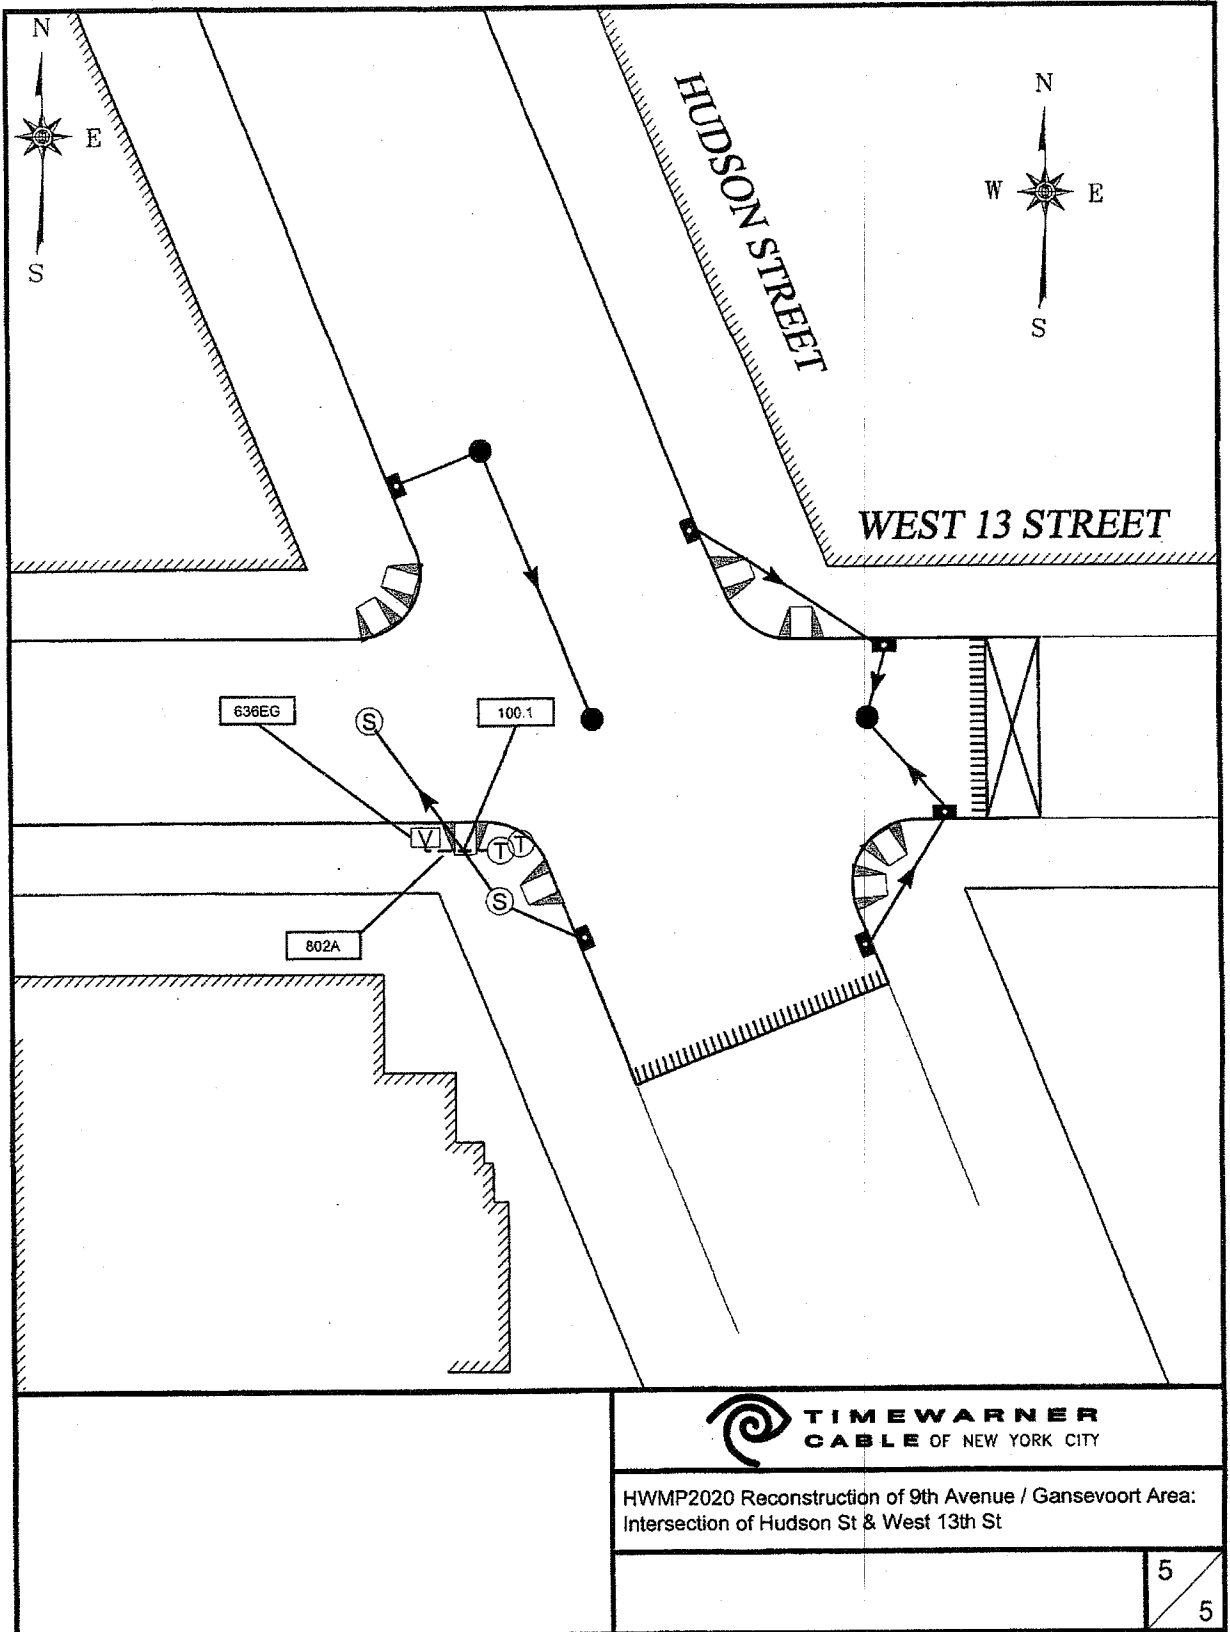 N
E
S
HUDSON STREET
N
W E
S
WEST 13 STREET
636EG
S
100.1
V
T
T
S
802A
TIMEWARNER
CABLE OF NEW YORK CITY
HWMP2020 Reconstruction of 9th Avenue / Gansevoort Area:
Intersection of Hudson St & West 13th St
5
5